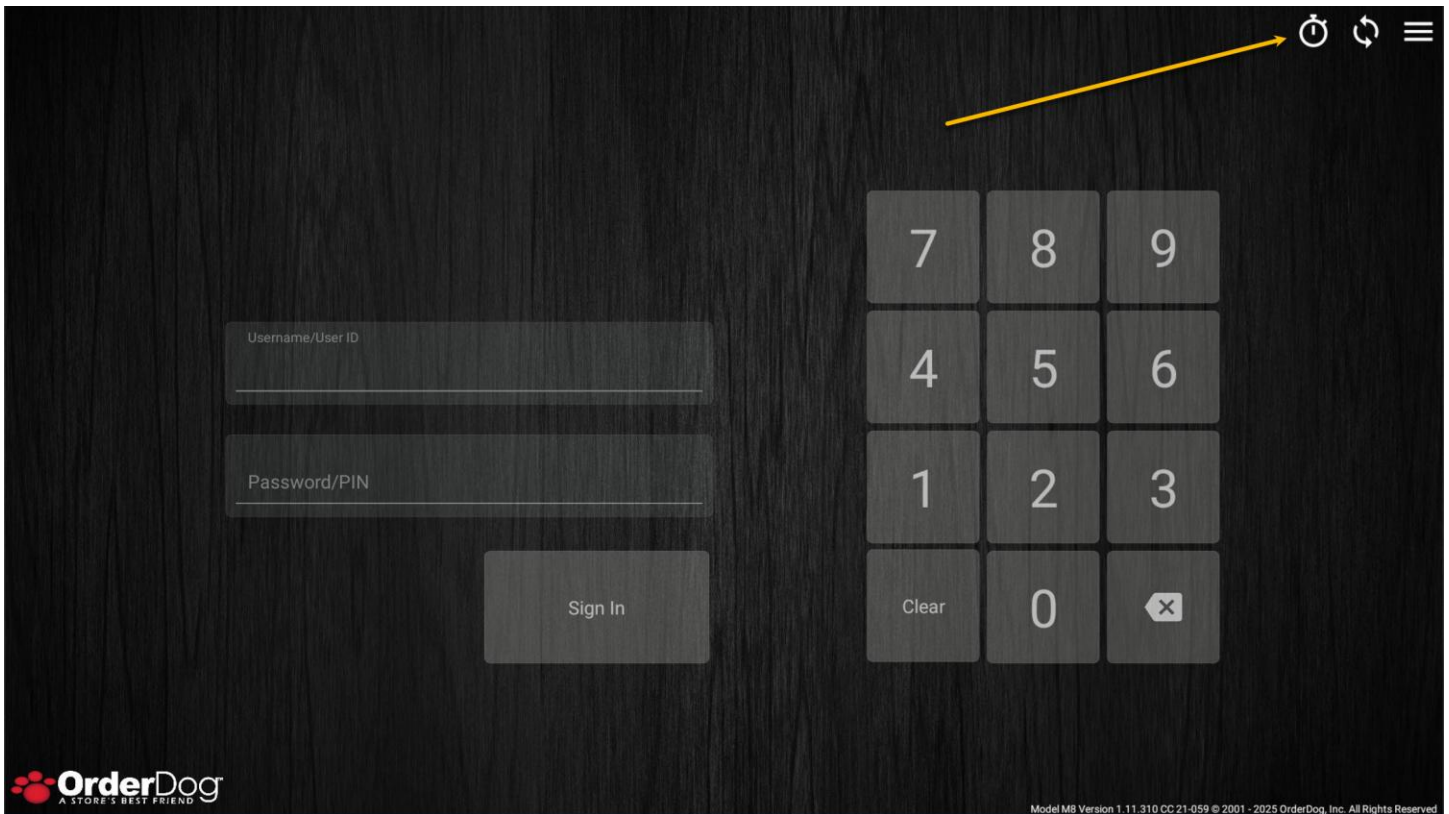 Username/User ID
Password/PIN
Sign In
7 8 9
4 5 6
1 2 3
Clear 0
OrderDog™
A STORE'S BEST FRIEND
Model M8 Version 1.11.310 CC 21-059 © 2001 - 2025 OrderDog, Inc. All Rights Reserved